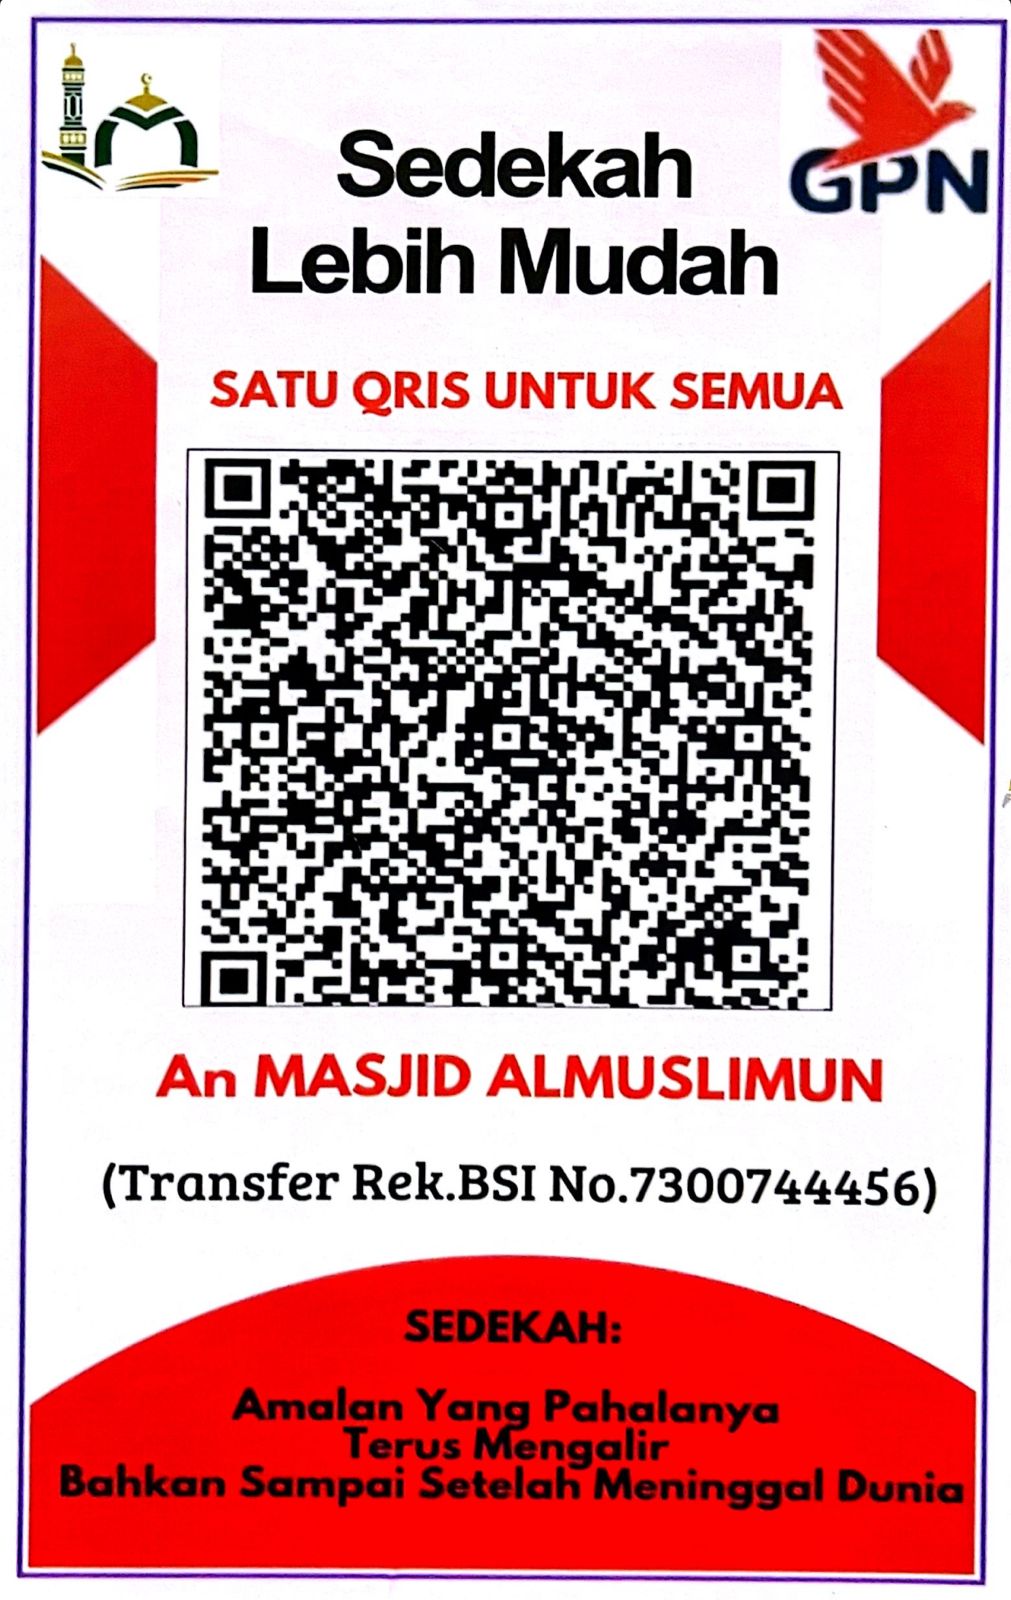 GPN
Sedekah
Lebih Mudah
SATU QRIS UNTUK SEMUA
An MASJID ALMUSLIMUN
(Transfer Rek.BSI No.7300744456)
SEDEKAH:
Amalan Yang Pahalanya
Terus Mengalir
Bahkan Sampai Setelah Meninggal Dunia